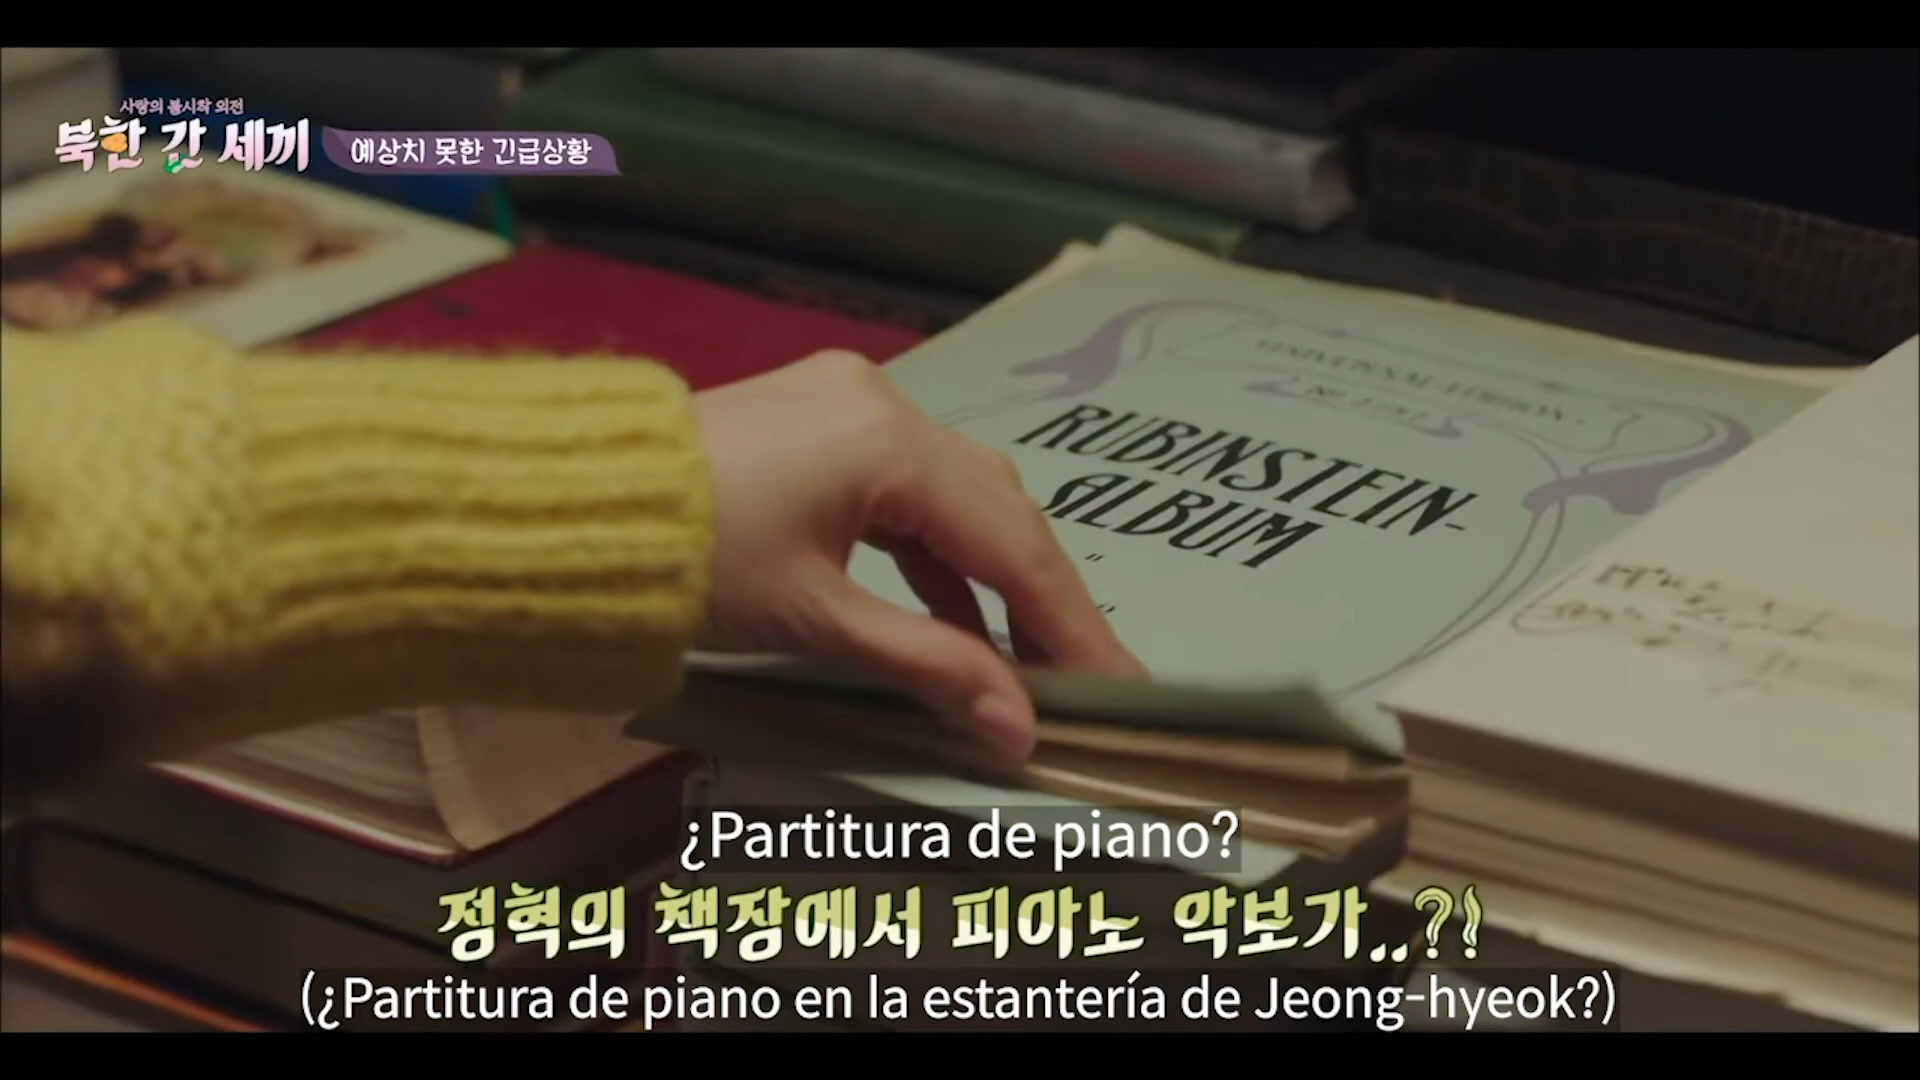 사랑의 불시착 외전
북한 간 세끼
예상치 못한 긴급상황
UNIVERSAL-EDITION
RUBINSTEIN-
ALBUM
¿Partitura de piano?
정혁의 책장에서 피아노 악보가..?!
(¿Partitura de piano en la estantería de Jeong-hyeok?)